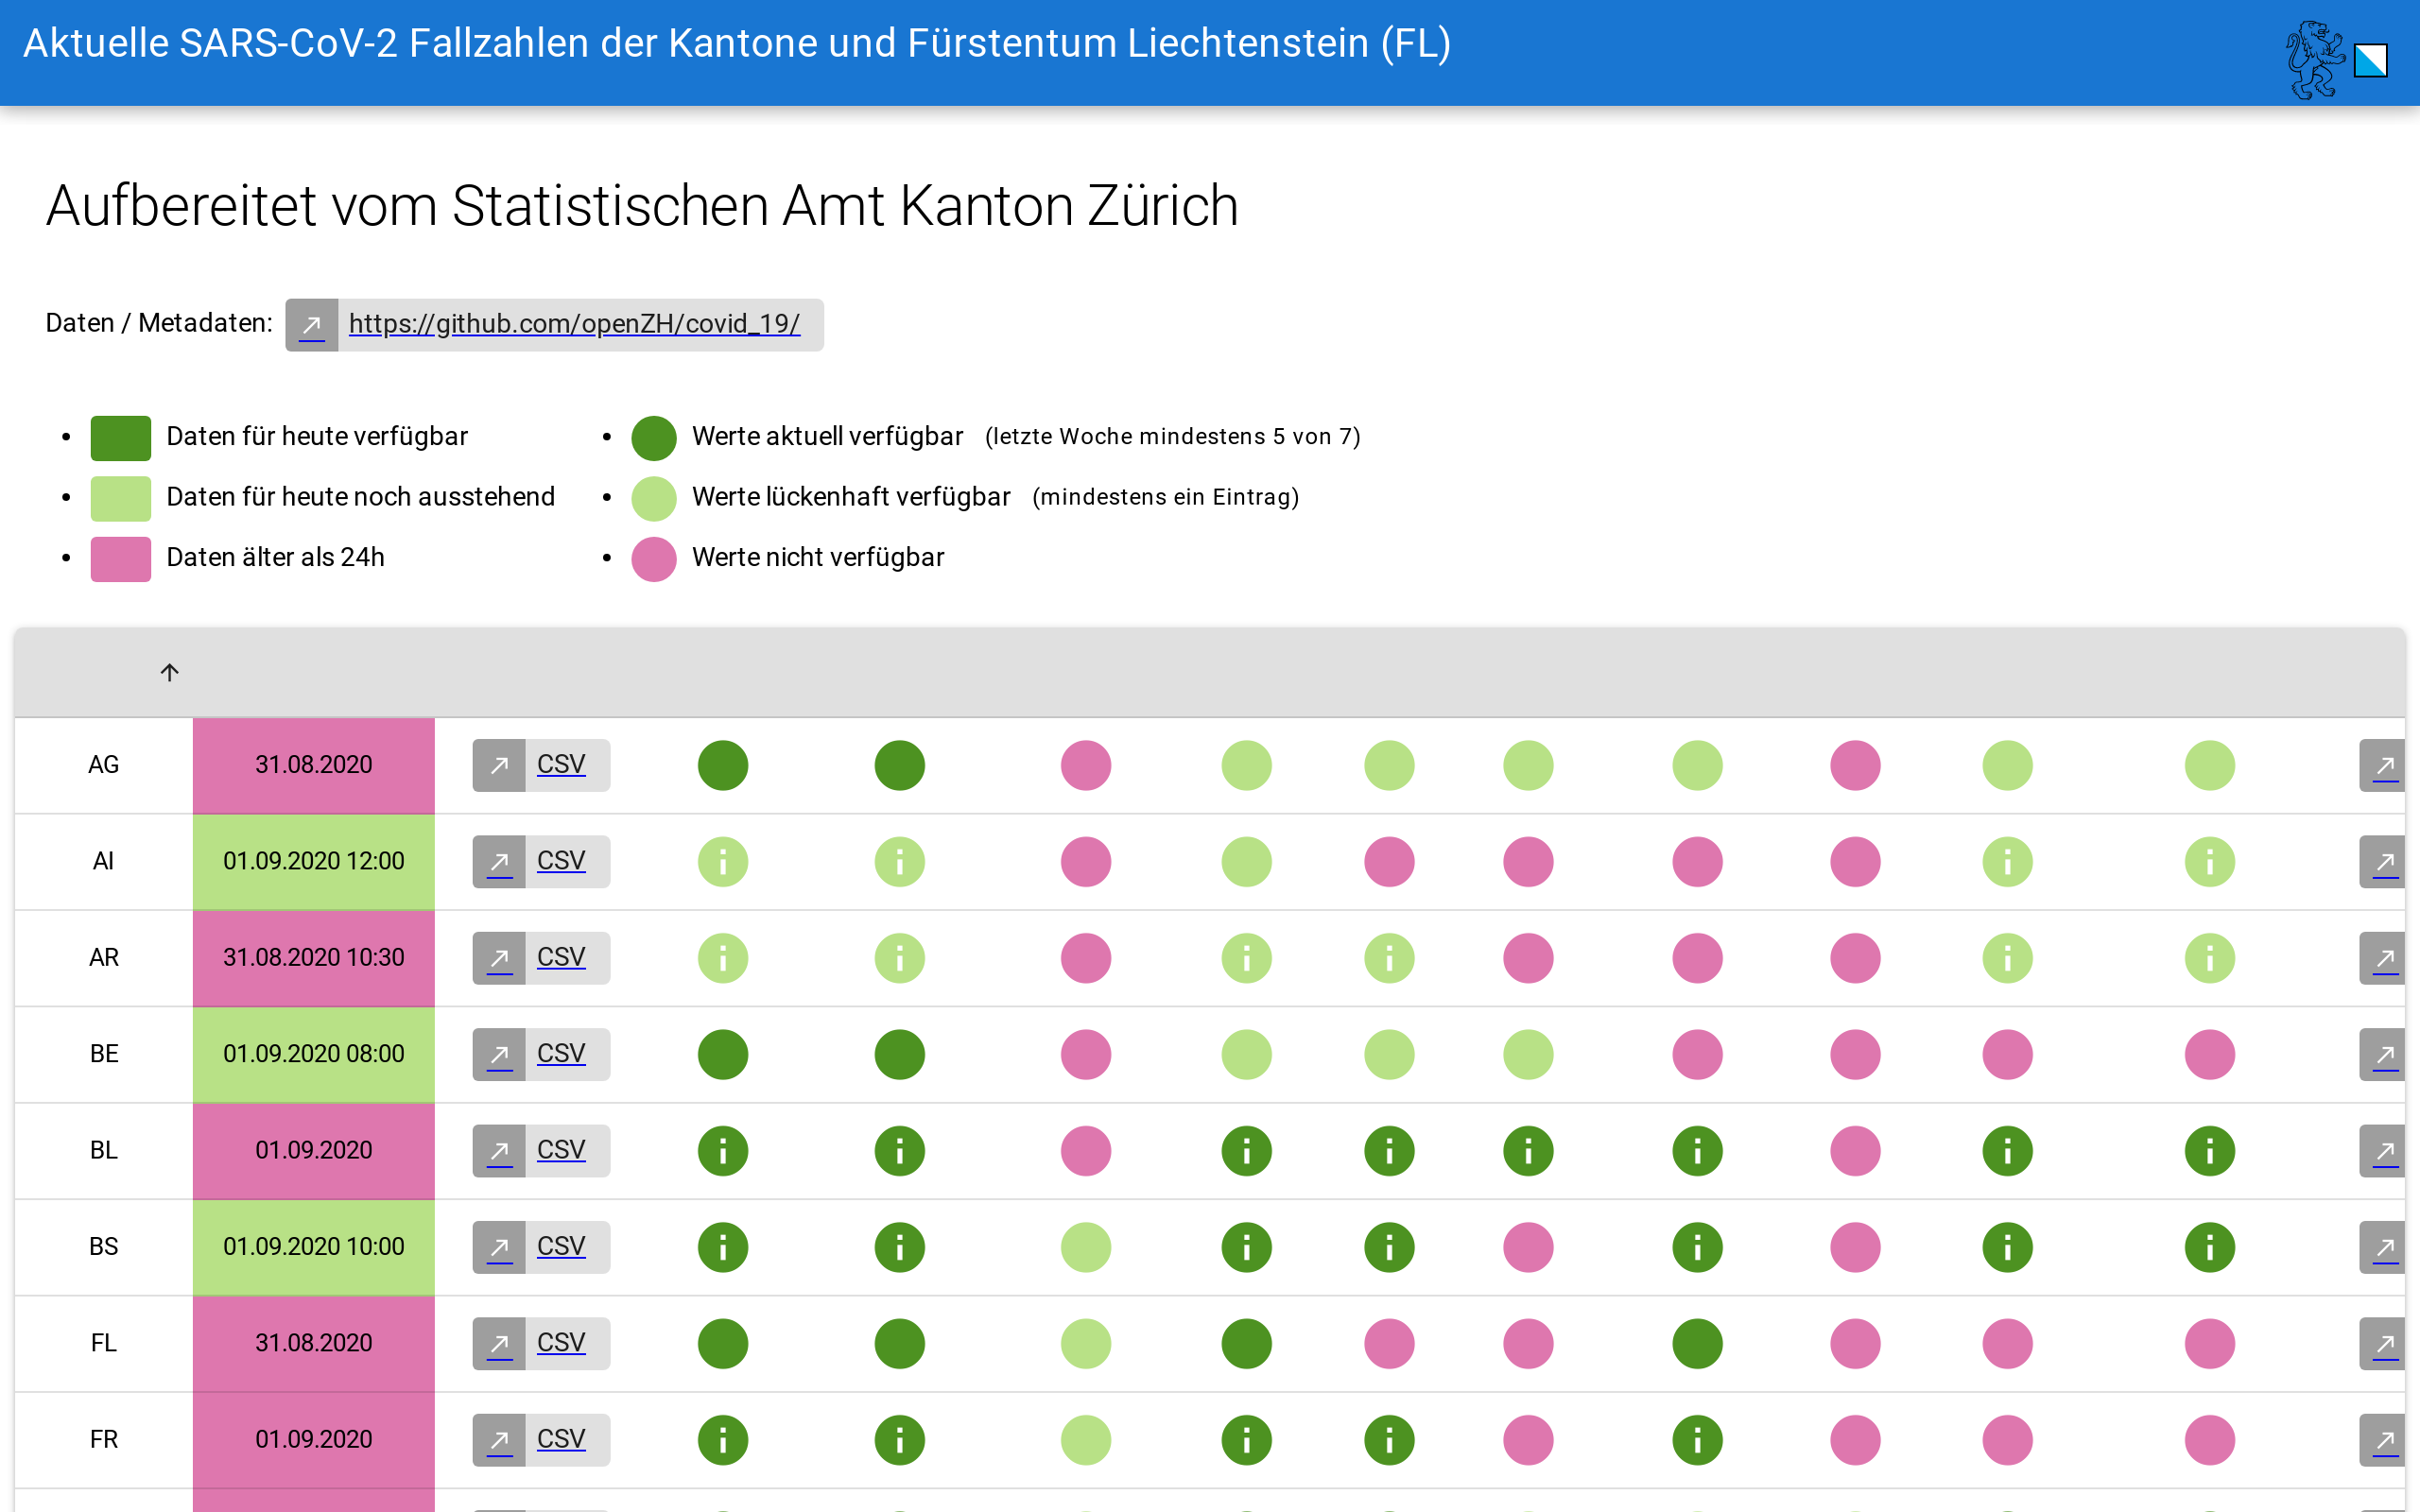 Aktuelle SARS-CoV-2 Fallzahlen der Kantone und Fürstentum Liechtenstein (FL)
Aufbereitet vom Statistischen Amt Kanton Zürich
Daten / Metadaten: https://github.com/openZH/covid_19/
Daten für heute verfügbar
Daten für heute noch ausstehend
Daten älter als 24h
Werte aktuell verfügbar (letzte Woche mindestens 5 von 7)
Werte lückenhaft verfügbar (mindestens ein Eintrag)
Werte nicht verfügbar
AG 31.08.2020 CSV
AI 01.09.2020 12:00 CSV
AR 31.08.2020 10:30 CSV
BE 01.09.2020 08:00 CSV
BL 01.09.2020 CSV
BS 01.09.2020 10:00 CSV
FL 31.08.2020 CSV
FR 01.09.2020 CSV